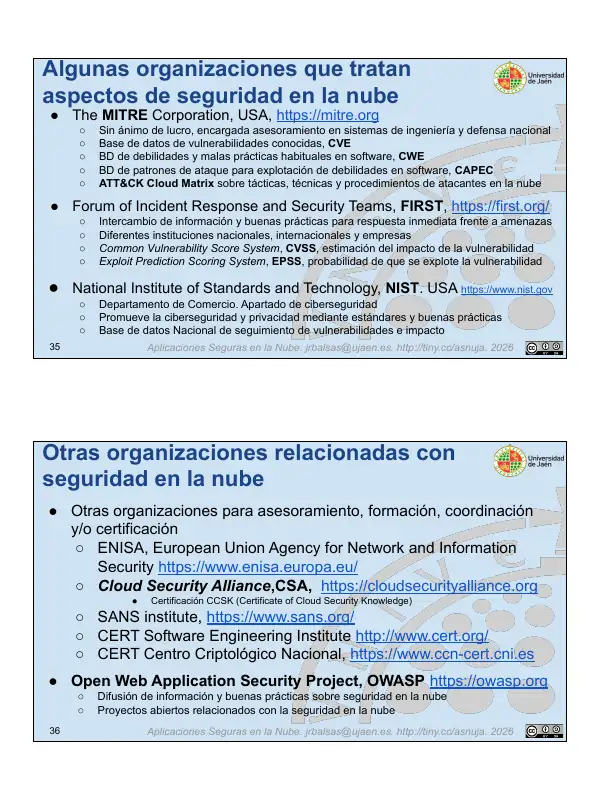 Algunas organizaciones que tratan
aspectos de seguridad en la nube
Universidad
de Jaén
● The MITRE Corporation, USA, https://mitre.org
○ Sin ánimo de lucro, encargada asesoramiento en sistemas de ingeniería y defensa nacional
○ Base de datos de vulnerabilidades conocidas, CVE
○ BD de debilidades y malas prácticas habituales en software, CWE
○ BD de patrones de ataque para explotación de debilidades en software, CAPEC
○ ATT&CK Cloud Matrix sobre tácticas, técnicas y procedimientos de atacantes en la nube
● Forum of Incident Response and Security Teams, FIRST, https://first.org/
○ Intercambio de información y buenas prácticas para respuesta inmediata frente a amenazas
○ Diferentes instituciones nacionales, internacionales y empresas
○ Common Vulnerability Score System, CVSS, estimación del impacto de la vulnerabilidad
○ Exploit Prediction Scoring System, EPSS, probabilidad de que se explote la vulnerabilidad
● National Institute of Standards and Technology, NIST. USA https://www.nist.gov
○ Departamento de Comercio. Apartado de ciberseguridad
○ Promueve la ciberseguridad y privacidad mediante estándares y buenas prácticas
○ Base de datos Nacional de seguimiento de vulnerabilidades e impacto
35 Aplicaciones Seguras en la Nube. jrbalsas@ujaen.es. http://tiny.cc/asnuja. 2026
Otras organizaciones relacionadas con
seguridad en la nube
Universidad
de Jaén
● Otras organizaciones para asesoramiento, formación, coordinación
y/o certificación
○ ENISA, European Union Agency for Network and Information
Security https://www.enisa.europa.eu/
○ Cloud Security Alliance,CSA, https://cloudsecurityalliance.org
● Certificación CCSK (Certificate of Cloud Security Knowledge)
○ SANS institute, https://www.sans.org/
○ CERT Software Engineering Institute http://www.cert.org/
○ CERT Centro Criptológico Nacional, https://www.ccn-cert.cni.es
● Open Web Application Security Project, OWASP https://owasp.org
○ Difusión de información y buenas prácticas sobre seguridad en la nube
○ Proyectos abiertos relacionados con la seguridad en la nube
36 Aplicaciones Seguras en la Nube. jrbalsas@ujaen.es. http://tiny.cc/asnuja. 2026